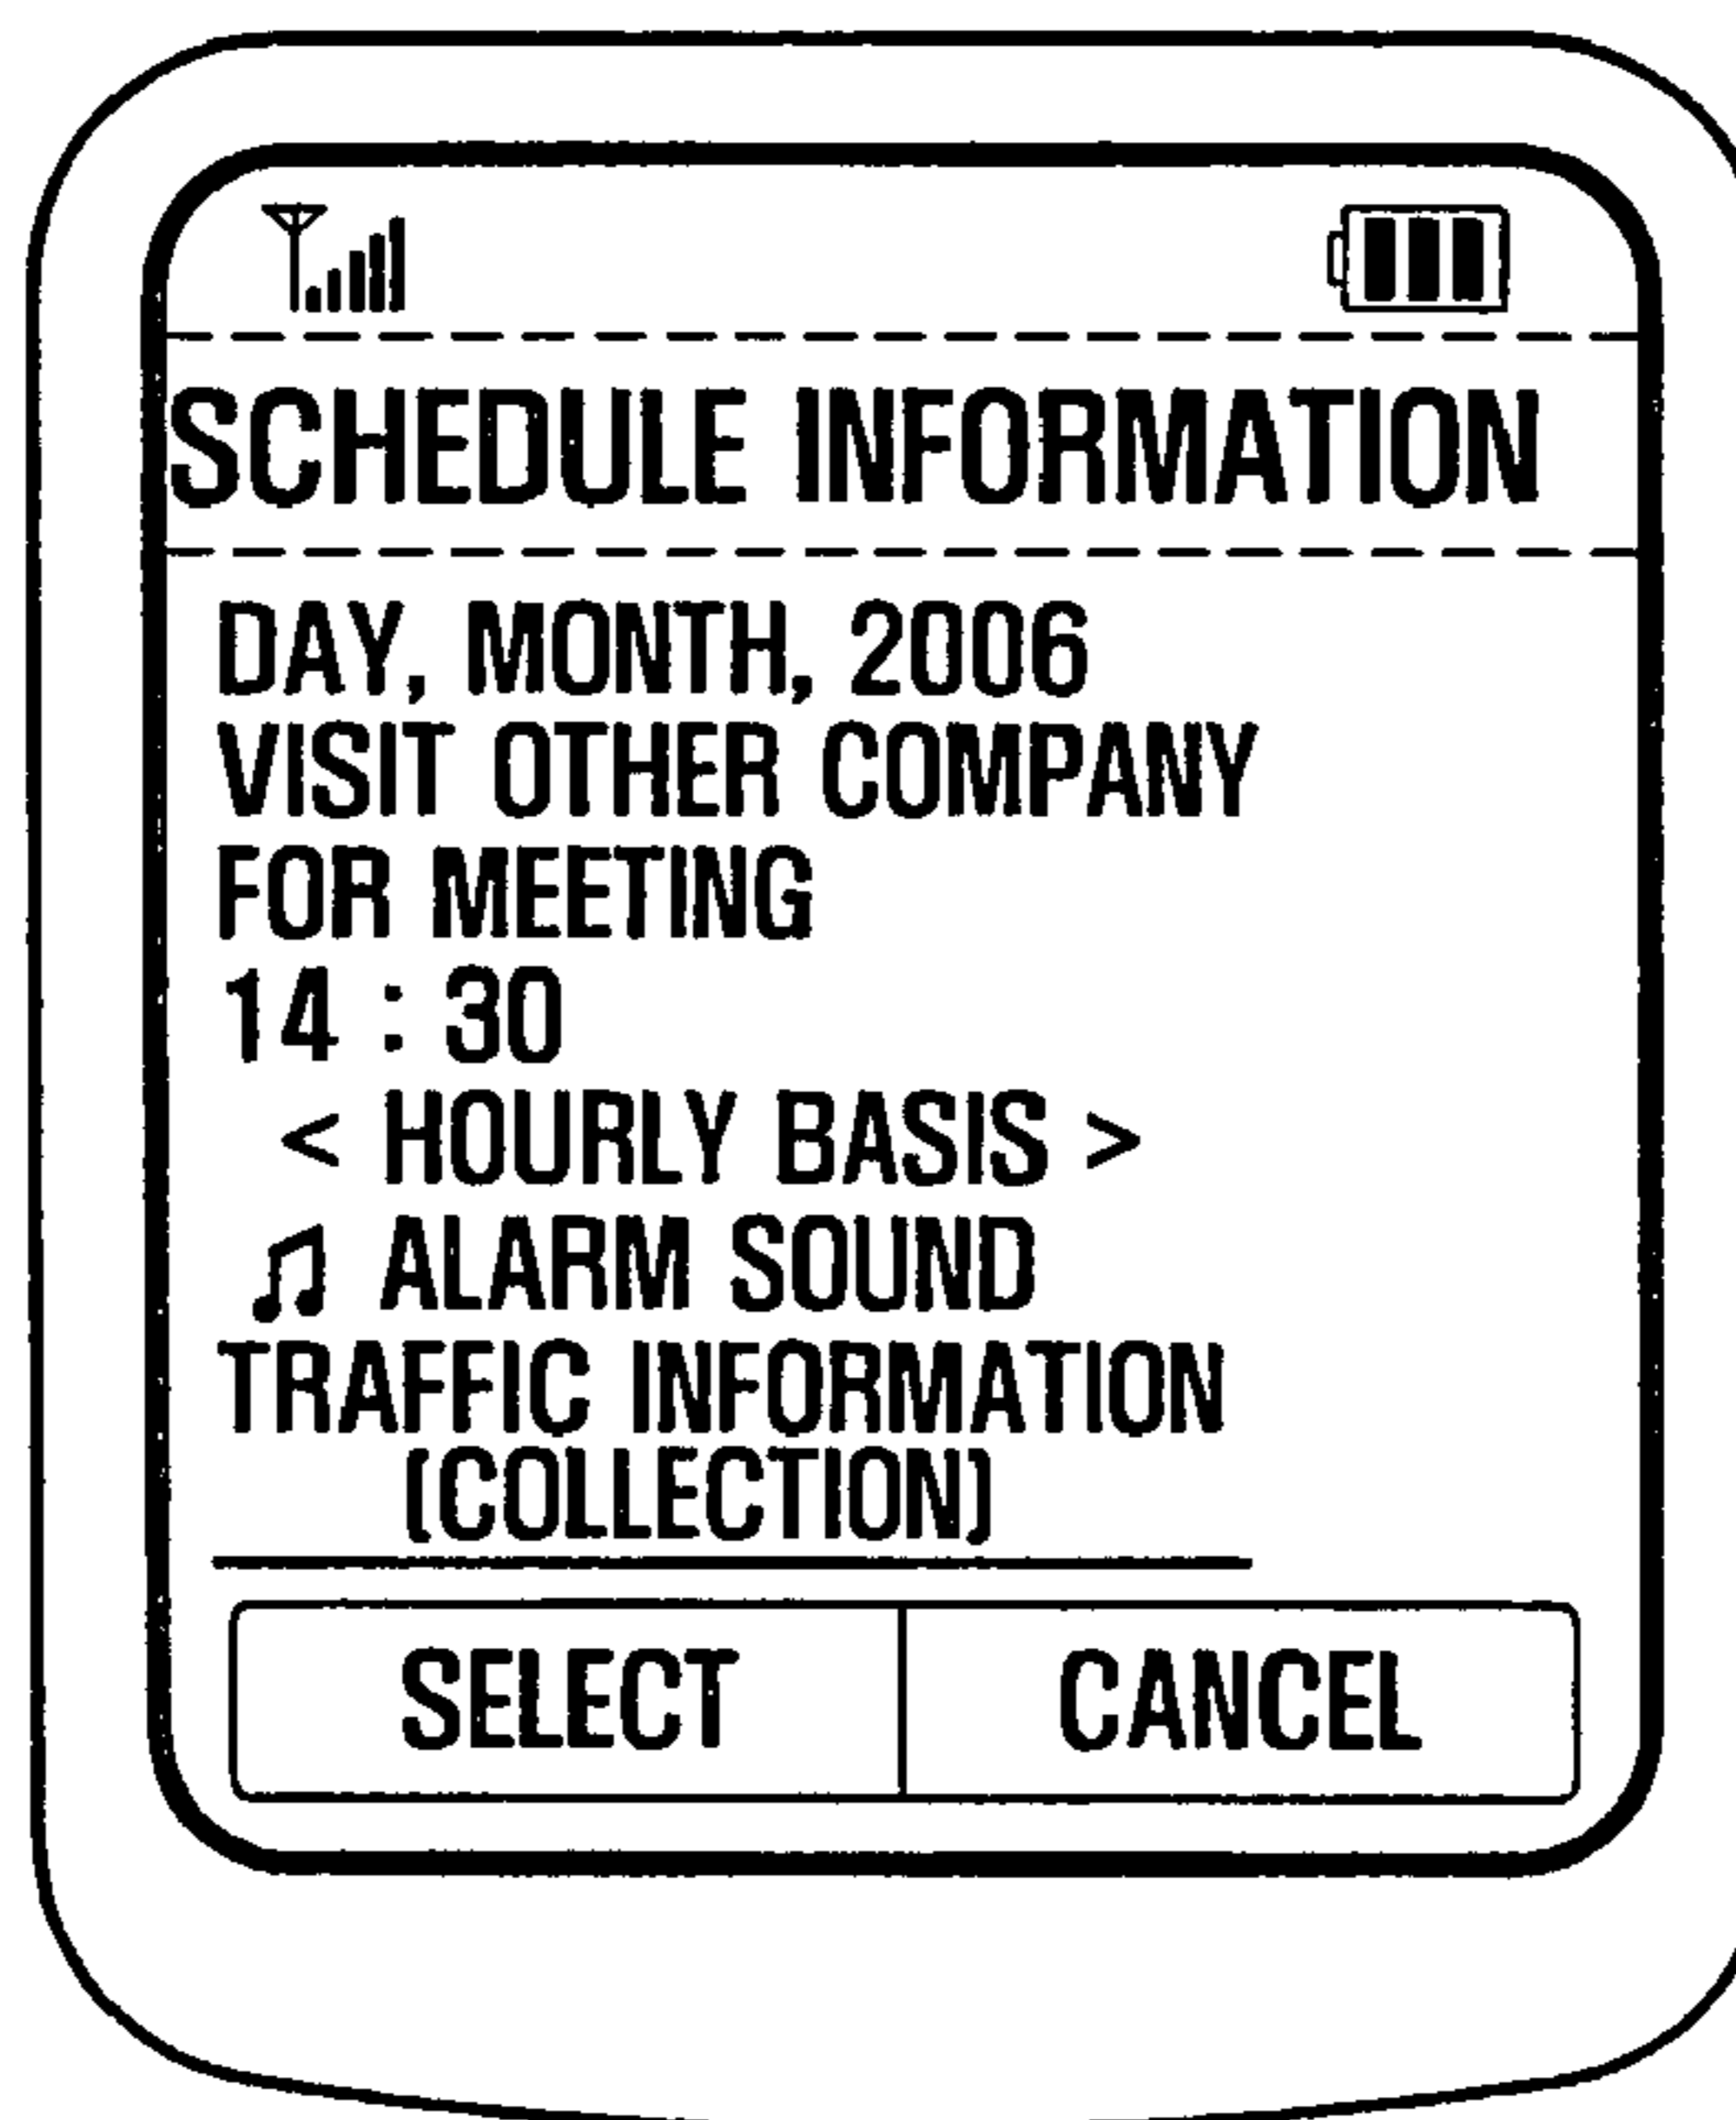 SCHEDULE INFORMATION
DAY, MONTH, 2006
VISIT OTHER COMPANY
FOR MEETING
14 : 30
< HOURLY BASIS >
♫ ALARM SOUND
TRAFFIC INFORMATION
(COLLECTION)
SELECT CANCEL